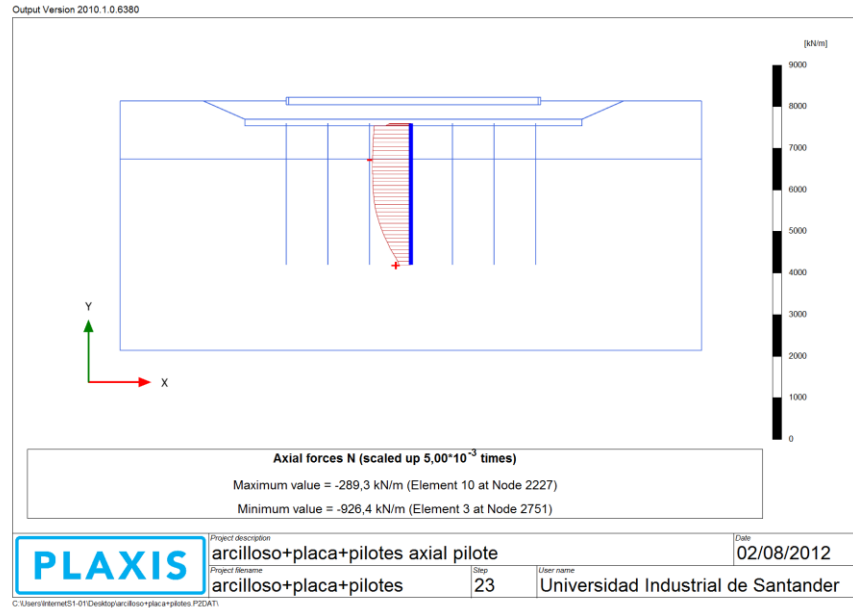 Output Version 2010.1.0.6380
[kN/m]
9000
8000
7000
6000
5000
4000
3000
2000
1000
0
Y
X
Axial forces N (scaled up 5,00*10-3 times)
Maximum value = -289,3 kN/m (Element 10 at Node 2227)
Minimum value = -926,4 kN/m (Element 3 at Node 2751)
PLAXIS
Project description
arcilloso+placa+pilotes axial pilote
Date
02/08/2012
Project filename
arcilloso+placa+pilotes
Step
23
User name
Universidad Industrial de Santander
C:\Users\InternetS1-01\Desktop\arcilloso+placa+pilotes.P2DAT\